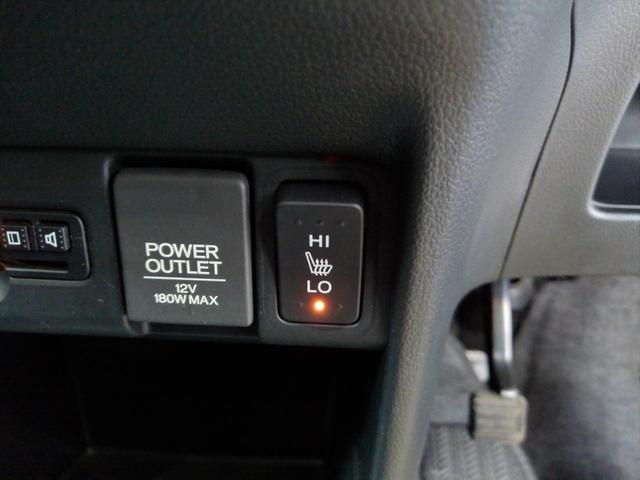 POWER
OUTLET
12V
180W MAX
HI
LO